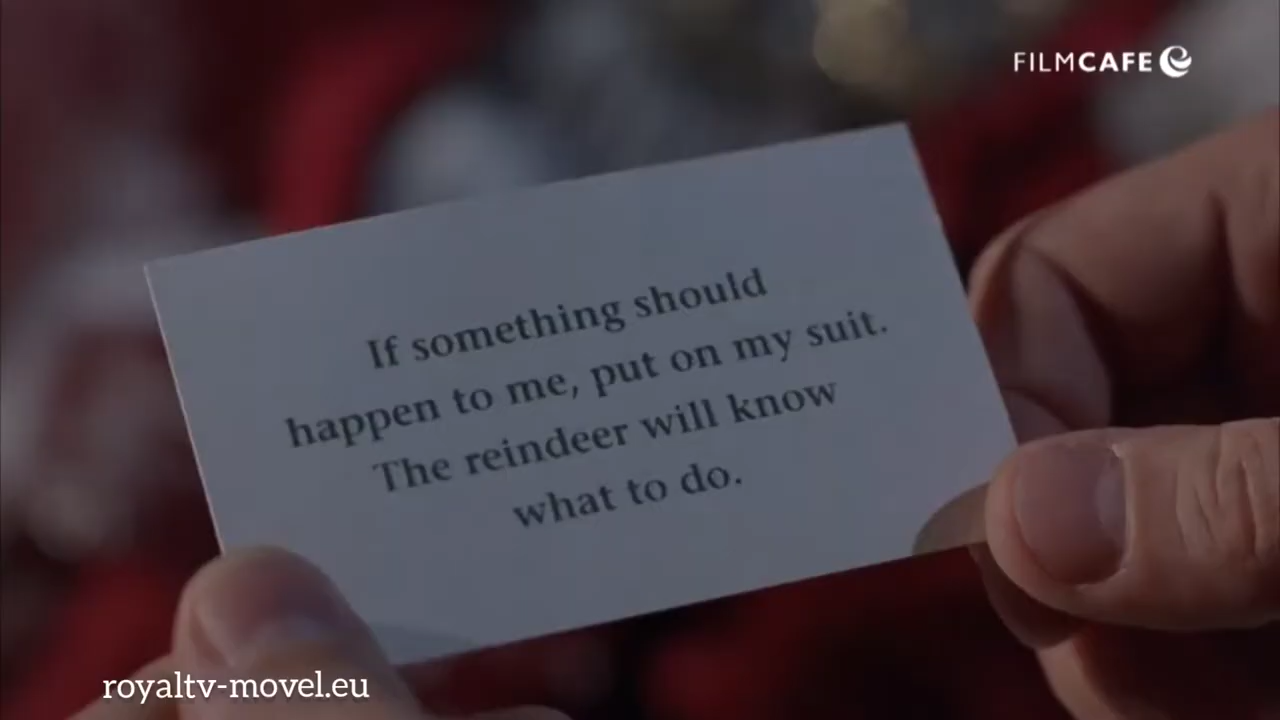 FILMCAFE
If something should
happen to me, put on my suit.
The reindeer will know
what to do.
royaltv-movel.eu